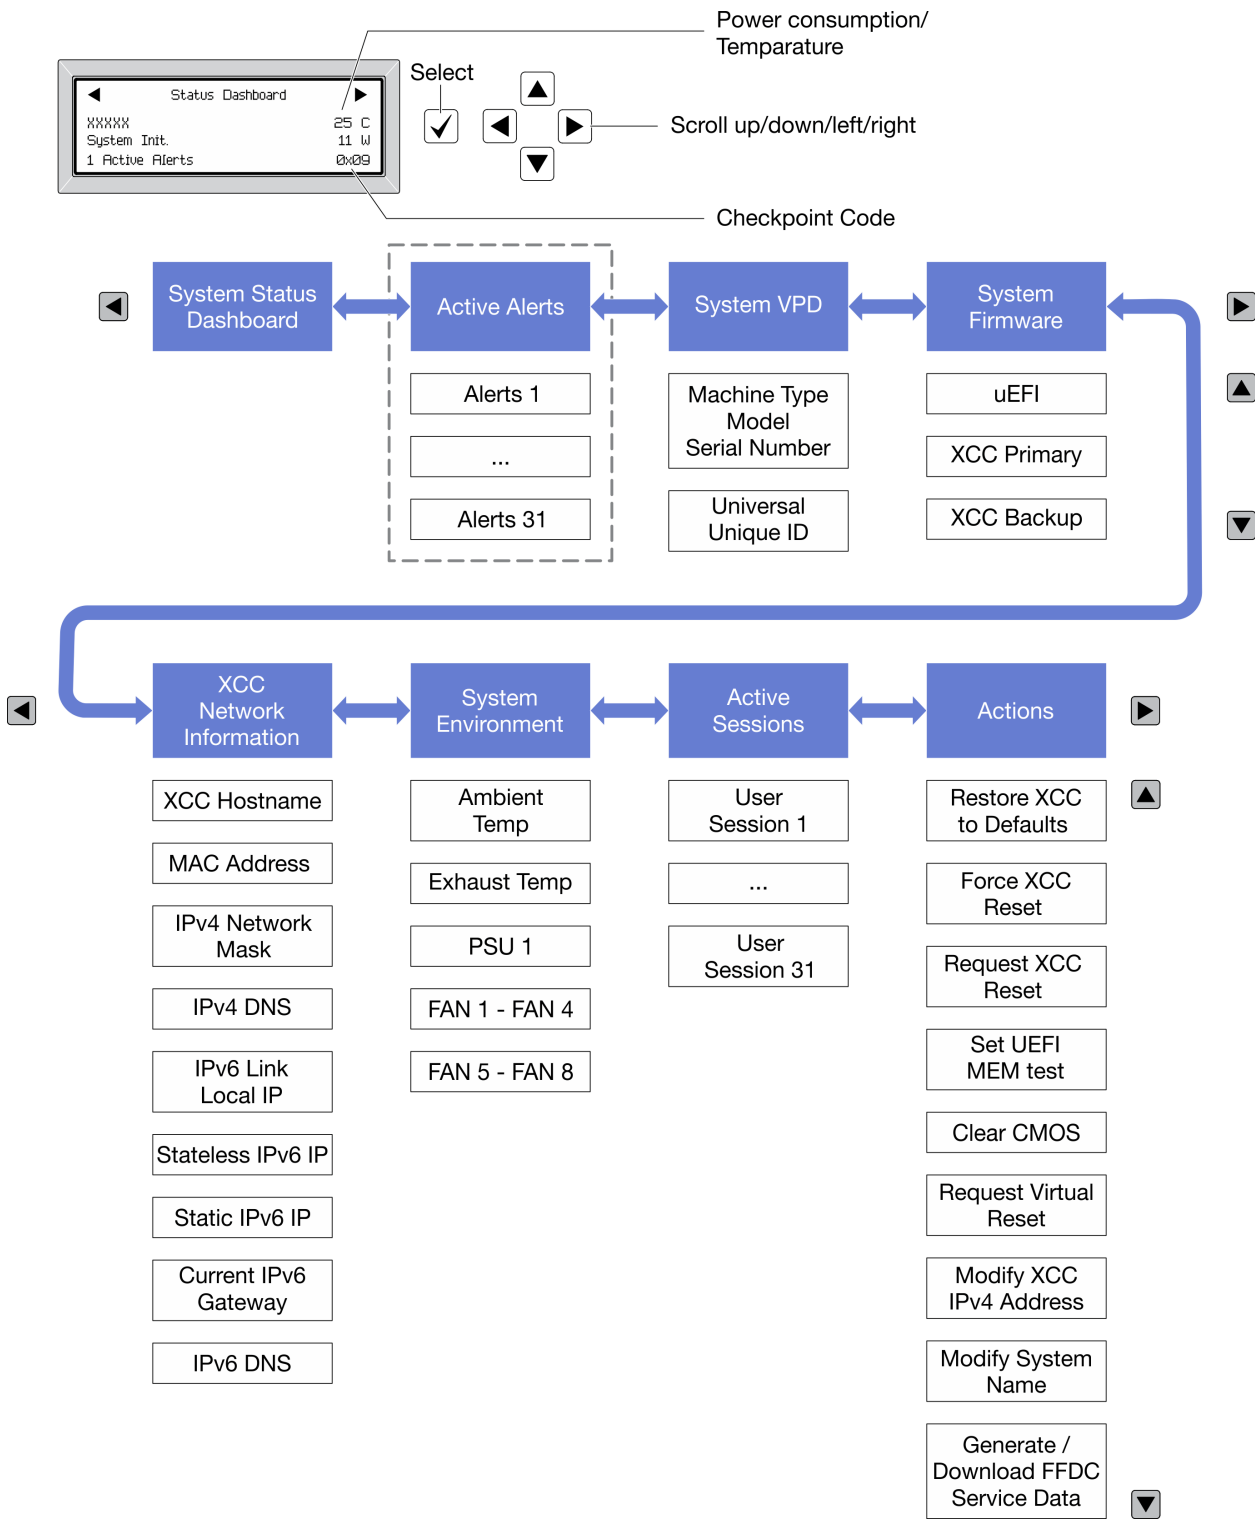 Power consumption/
Temparature
Select
Status Dashboard
XXXXX 25 C
System Init. 11 W
1 Active Alerts 0x09
Scroll up/down/left/right
Checkpoint Code
System Status
Dashboard
Active Alerts
Alerts 1
...
Alerts 31
System VPD
Machine Type
Model
Serial Number
Universal
Unique ID
System
Firmware
uEFI
XCC Primary
XCC Backup
XCC
Network
Information
XCC Hostname
MAC Address
IPv4 Network
Mask
IPv4 DNS
IPv6 Link
Local IP
Stateless IPv6 IP
Static IPv6 IP
Current IPv6
Gateway
IPv6 DNS
System
Environment
Ambient
Temp
Exhaust Temp
PSU 1
FAN 1 - FAN 4
FAN 5 - FAN 8
Active
Sessions
User
Session 1
...
User
Session 31
Actions
Restore XCC
to Defaults
Force XCC
Reset
Request XCC
Reset
Set UEFI
MEM test
Clear CMOS
Request Virtual
Reset
Modify XCC
IPv4 Address
Modify System
Name
Generate /
Download FFDC
Service Data